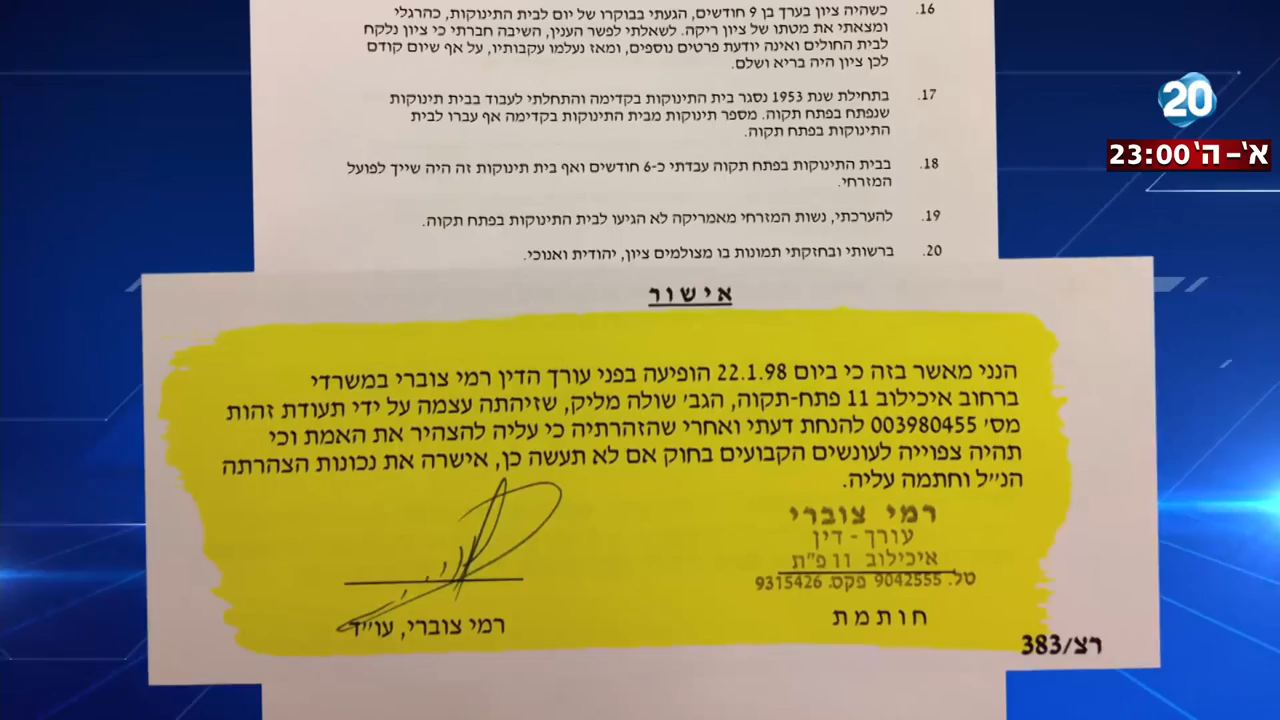 16. כשהיה ציון בערך בן 9 חודשים, הגעתי בבוקרו של יום לבית התינוקות, כהרגלי
ומצאתי את מטתו של ציון ריקה. לשאלתי לפשר הענין, השיבה חברתי כי ציון נלקח
לבית החולים ואינה יודעת פרטים נוספים, ומאז נעלמו עקבותיו, על אף שיום קודם
לכן ציון היה בריא ושלם.
17. בתחילת שנת 1953 נסגר בית התינוקות בקדימה והתחלתי לעבוד בבית תינוקות
שנפתח בפתח תקוה. מספר תינוקות מבית התינוקות בקדימה אף עברו לבית
התינוקות בפתח תקוה.
18. בבית התינוקות בפתח תקוה עבדתי כ-6 חודשים ואף בית תינוקות זה היה שייך לפועל
המזרחי.
19. להערכתי, נשות המזרחי מאמריקה לא הגיעו לבית התינוקות בפתח תקוה.
20. ברשותי ובחזקתי תמונות בו מצולמים ציון, יהודית ואנוכי.
אישור
הנני מאשר בזה כי ביום 22.1.98 הופיעה בפני עורך הדין רמי צוברי במשרדי
ברחוב איכילוב 11 פתח-תקוה, הגב' שולה מליק, שזיהתה עצמה על ידי תעודת זהות
מס' 003980455 להנחת דעתי ואחרי שהזהרתיה כי עליה להצהיר את האמת וכי
תהיה צפוייה לעונשים הקבועים בחוק אם לא תעשה כן, אישרה את נכונות הצהרתה
הנ״ל וחתמה עליה.
רמי צוברי
עורך - דין
איכילוב 11 פ"ת
טל. 9042555 פקס. 9315426
חותמת
רמי צוברי, עו״ד
רצ/383
20
א'-ה' 23:00